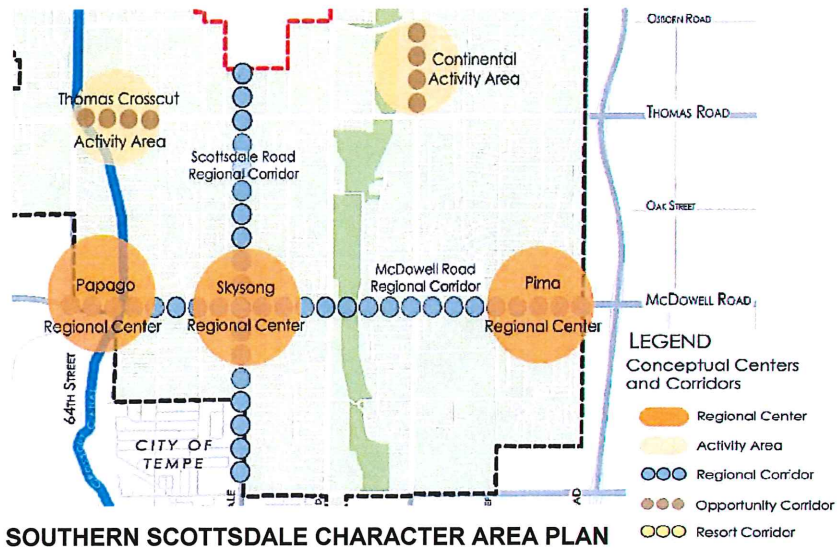 OSBORN ROAD
Continental
Activity Area
Thomas Crosscut
Activity Area
THOMAS ROAD
Scottsdale Road
Regional Corridor
OAK STREET
Papago
Regional Center
Skysong
Regional Center
McDowell Road
Regional Corridor
Pima
Regional Center
MCDOWELL ROAD
64TH STREET
CITY OF
TEMPE
LEGEND
Conceptual Centers
and Corridors
Regional Center
Activity Area
Regional Corridor
Opportunity Corridor
Resort Corridor
SOUTHERN SCOTTSDALE CHARACTER AREA PLAN